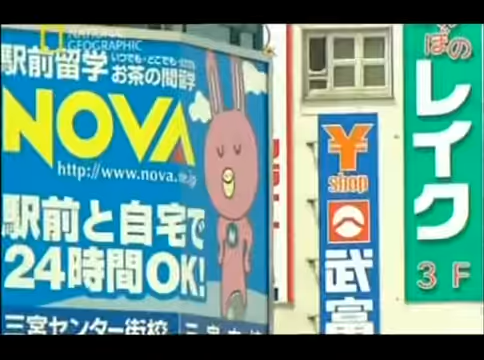 NATIONAL
GEOGRAPHIC
駅前留学
いつでも・どこでも
お茶の間留学
NOVA
http://www.nova.ne.jp
駅前と自宅で
24時間OK!
三宮センター街校
¥
shop
武富
ほの
レイク
3F